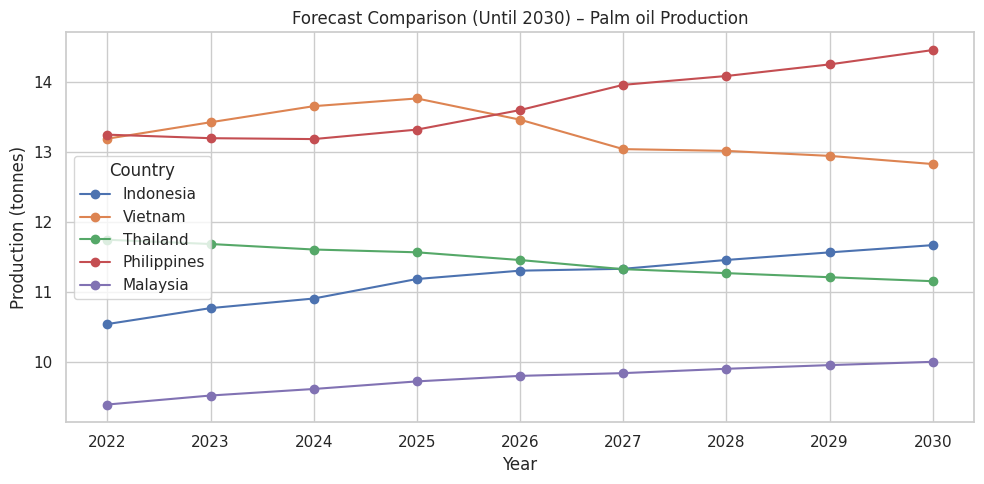 Forecast Comparison (Until 2030) – Palm oil Production
Production (tonnes)
14
13
12
11
10
Country
Indonesia
Vietnam
Thailand
Philippines
Malaysia
2022 2023 2024 2025 2026 2027 2028 2029 2030
Year